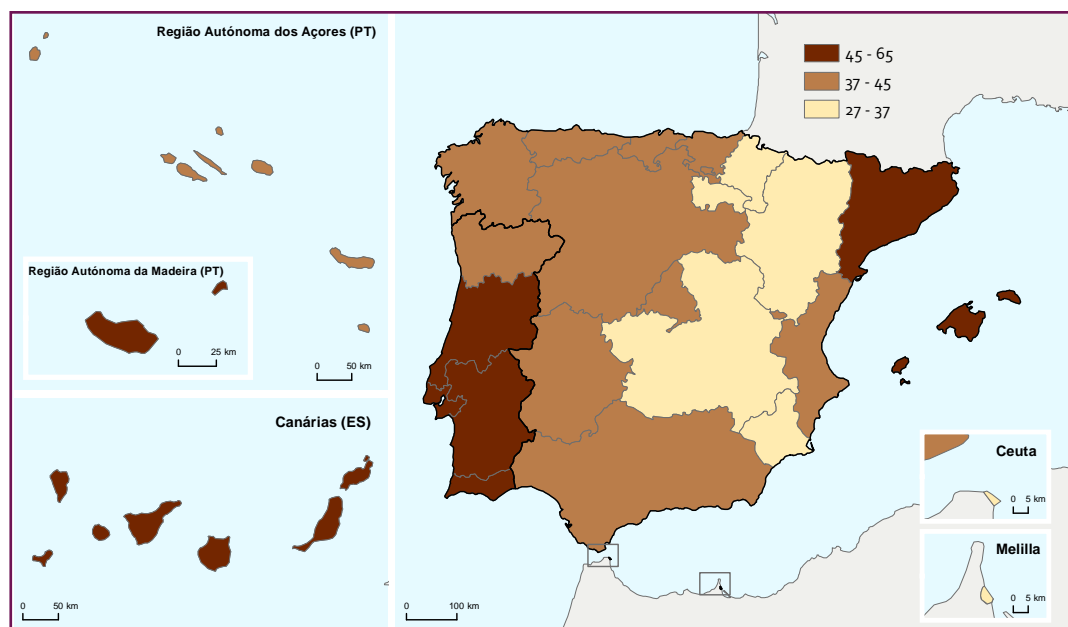 Região Autónoma dos Açores (PT)
45 - 65
37 - 45
27 - 37
Região Autónoma da Madeira (PT)
0 25 km
0 50 km
Canárias (ES)
Ceuta
0 5 km
Melilla
0 5 km
0 50 km
0 100 km